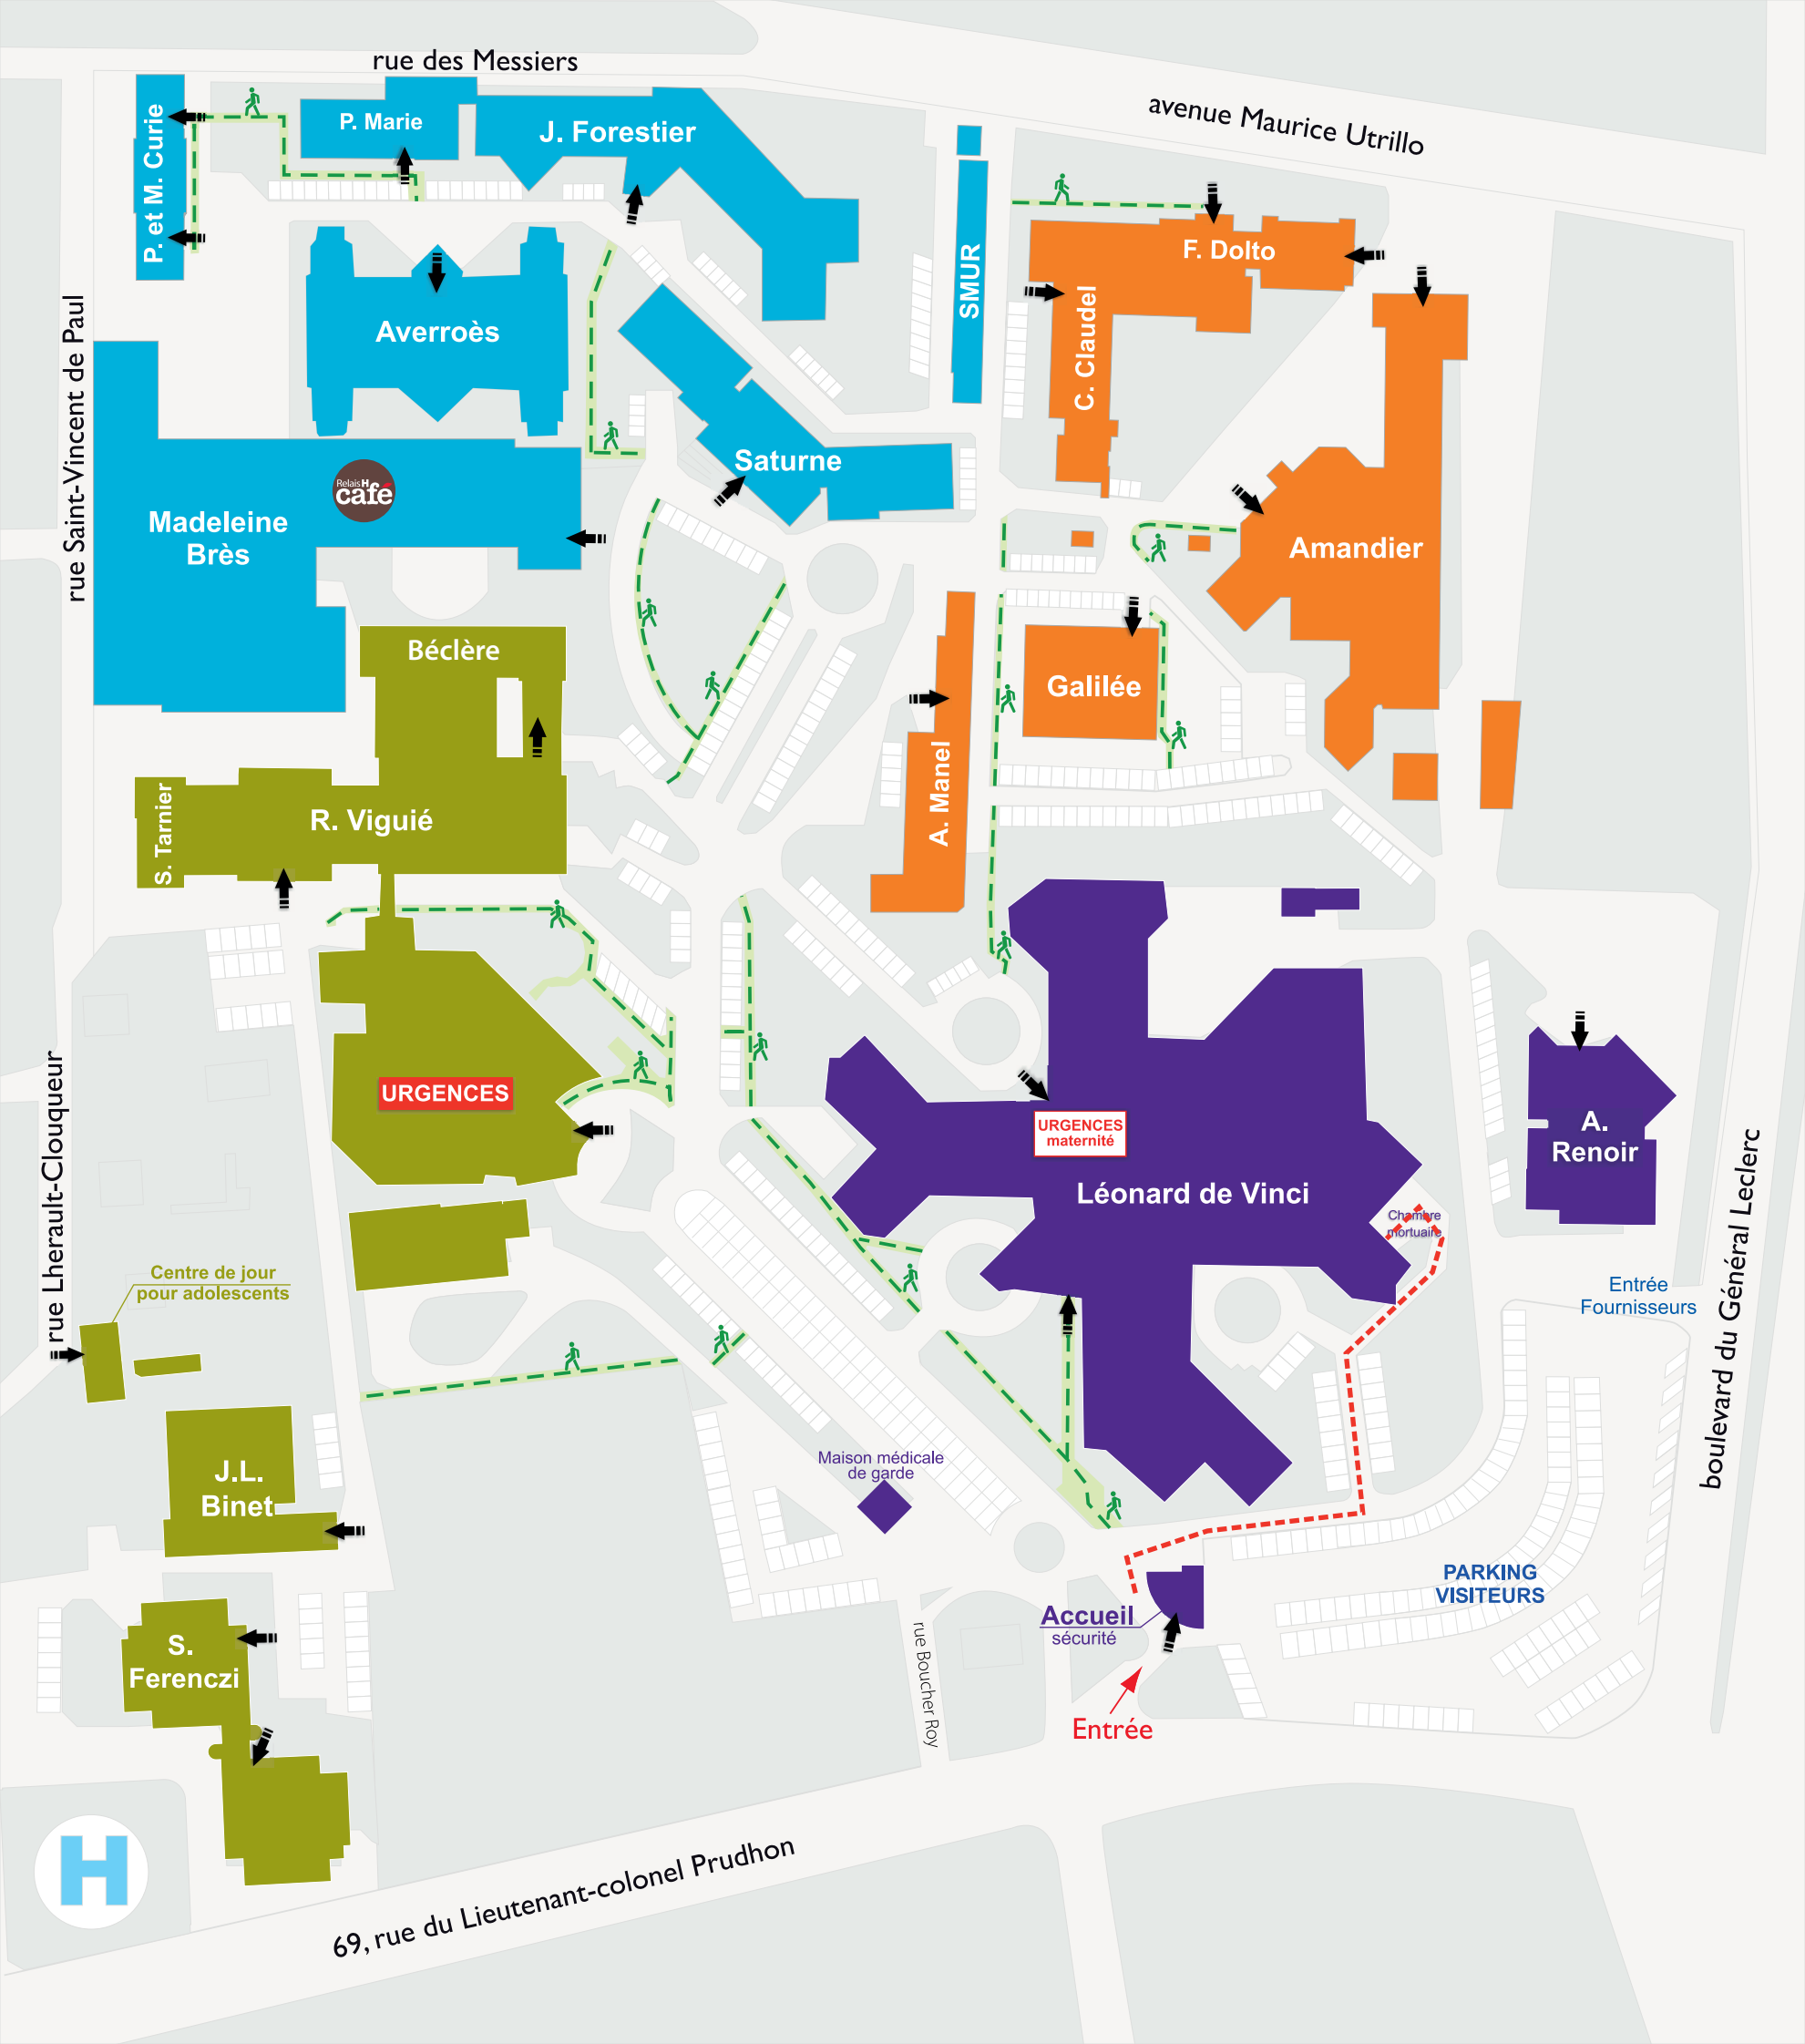 rue des Messiers
avenue Maurice Utrillo
P. et M. Curie
P. Marie
J. Forestier
SMUR
F. Dolto
C. Claudel
Averroès
rue Saint-Vincent de Paul
Saturne
Relais H
café
Madeleine
Brès
Amandier
Béclère
Galilée
A. Manel
S. Tarnier
R. Viguié
URGENCES
URGENCES
maternité
A.
Renoir
Léonard de Vinci
Chambre
mortuaire
rue Lherault-Cloqueur
boulevard du Général Leclerc
Centre de jour
pour adolescents
Entrée
Fournisseurs
J.L.
Binet
Maison médicale
de garde
PARKING
VISITEURS
Accueil
sécurité
S.
Ferenczi
rue Boucher Roy
Entrée
H
69, rue du Lieutenant-colonel Prudhon